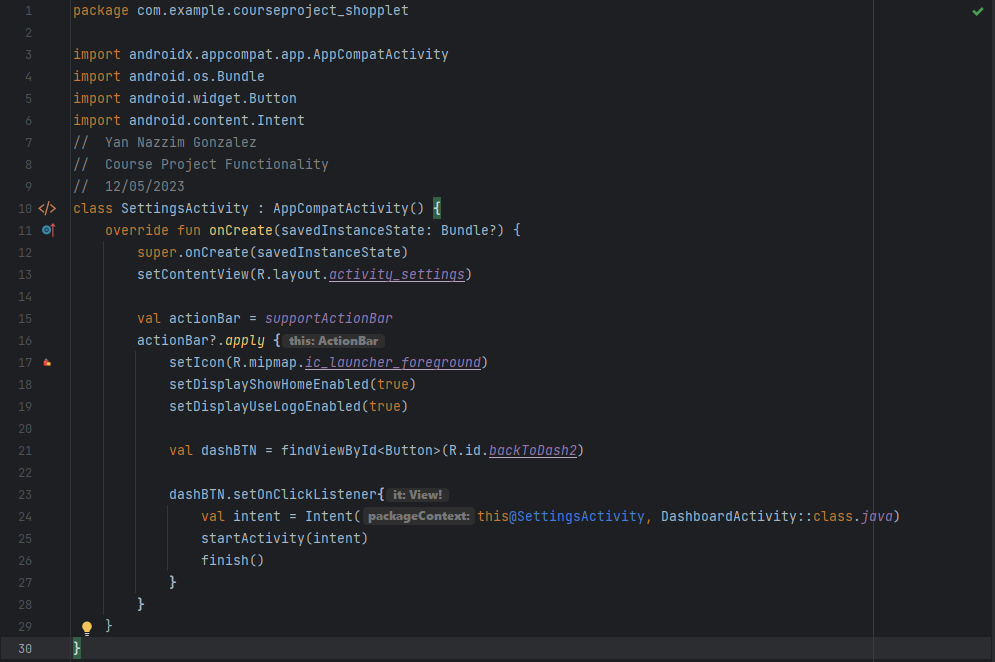 1 package com.example.courseproject_shopplet
2
3 import androidx.appcompat.app.AppCompatActivity
4 import android.os.Bundle
5 import android.widget.Button
6 import android.content.Intent
7 //  Yan Nazzim Gonzalez
8 //  Course Project Functionality
9 //  12/05/2023
10 class SettingsActivity : AppCompatActivity() {
11     override fun onCreate(savedInstanceState: Bundle?) {
12         super.onCreate(savedInstanceState)
13         setContentView(R.layout.activity_settings)
14
15         val actionBar = supportActionBar
16         actionBar?.apply { this: ActionBar
17             setIcon(R.mipmap.ic_launcher_foreground)
18             setDisplayShowHomeEnabled(true)
19             setDisplayUseLogoEnabled(true)
20
21             val dashBTN = findViewById<Button>(R.id.backToDash2)
22
23             dashBTN.setOnClickListener{ it: View!
24                 val intent = Intent( packageContext: this@SettingsActivity, DashboardActivity::class.java)
25                 startActivity(intent)
26                 finish()
27             }
28         }
29     }
30 }